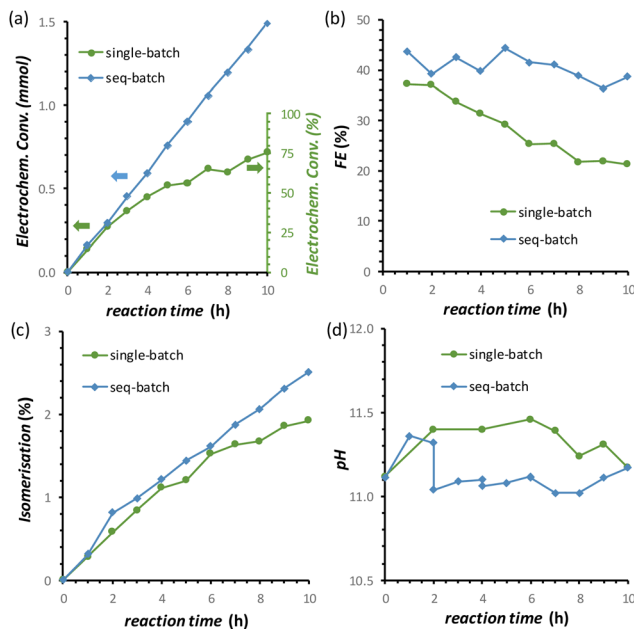 (a)
1.5
1.0
0.5
0.0
Electrochem. Conv. (mmol)
single-batch
seq-batch
100
75
50
25
0
Electrochem. Conv. (%)
0 2 4 6 8 10
reaction time (h)
(b)
50
40
30
20
10
0
FE (%)
single-batch
seq-batch
0 2 4 6 8 10
reaction time (h)
(c)
3
2
1
0
Isomerisation (%)
single-batch
seq-batch
0 2 4 6 8 10
reaction time (h)
(d)
12.0
11.5
11.0
10.5
pH
single-batch
seq-batch
0 2 4 6 8 10
reaction time (h)